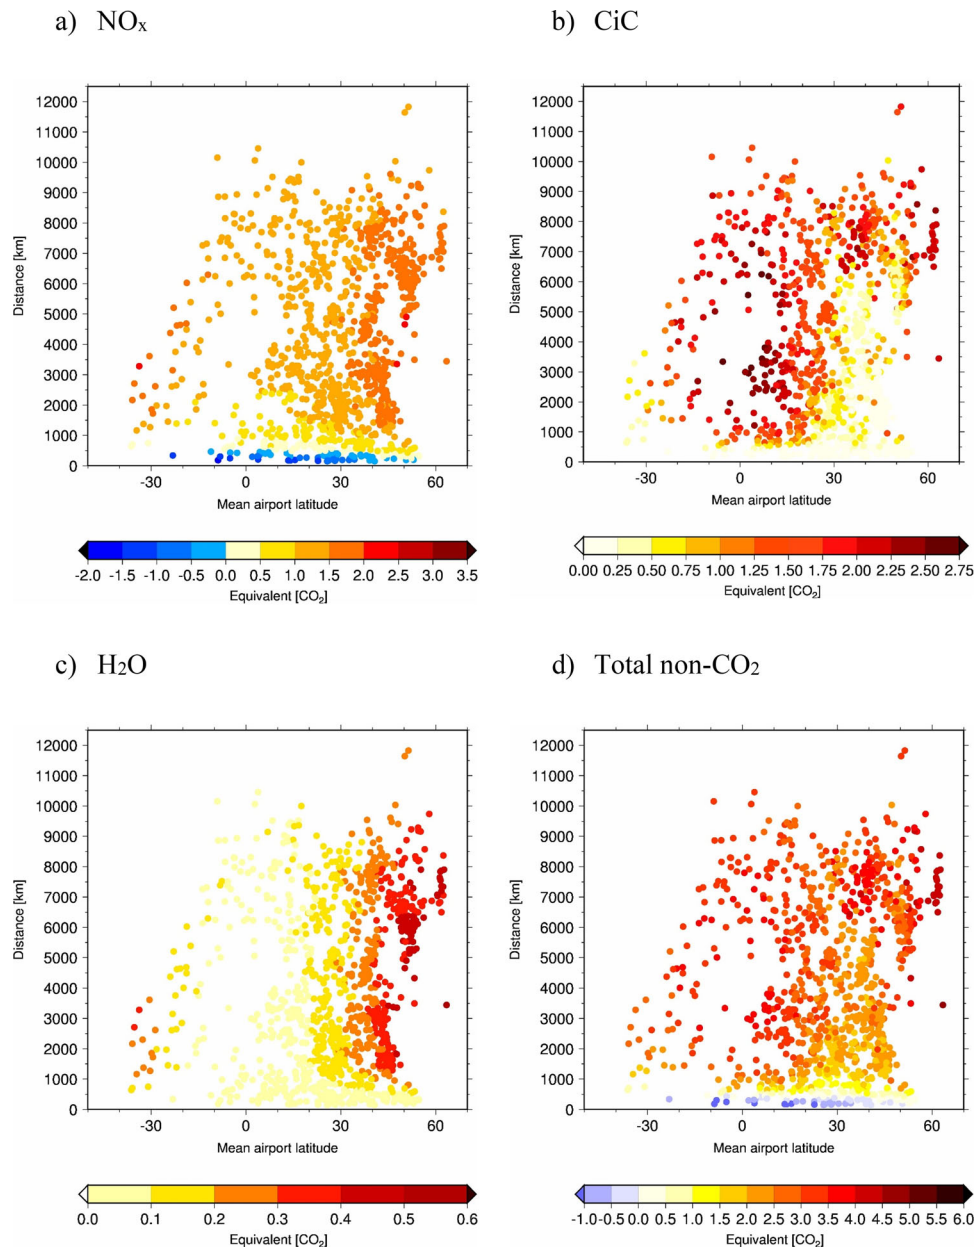 a) NOx
b) CiC
12000
11000
10000
9000
8000
7000
6000
5000
4000
3000
2000
1000
0
Distance [km]
-30 0 30 60
Mean airport latitude
-2.0 -1.5 -1.0 -0.5 0.0 0.5 1.0 1.5 2.0 2.5 3.0 3.5
Equivalent [CO2]
12000
11000
10000
9000
8000
7000
6000
5000
4000
3000
2000
1000
0
Distance [km]
-30 0 30 60
Mean airport latitude
0.00 0.25 0.50 0.75 1.00 1.25 1.50 1.75 2.00 2.25 2.50 2.75
Equivalent [CO2]
c) H2O
d) Total non-CO2
12000
11000
10000
9000
8000
7000
6000
5000
4000
3000
2000
1000
0
Distance [km]
-30 0 30 60
Mean airport latitude
0.0 0.1 0.2 0.3 0.4 0.5 0.6
Equivalent [CO2]
12000
11000
10000
9000
8000
7000
6000
5000
4000
3000
2000
1000
0
Distance [km]
-30 0 30 60
Mean airport latitude
-1.0 -0.5 0.0 0.5 1.0 1.5 2.0 2.5 3.0 3.5 4.0 4.5 5.0 5.5 6.0
Equivalent [CO2]